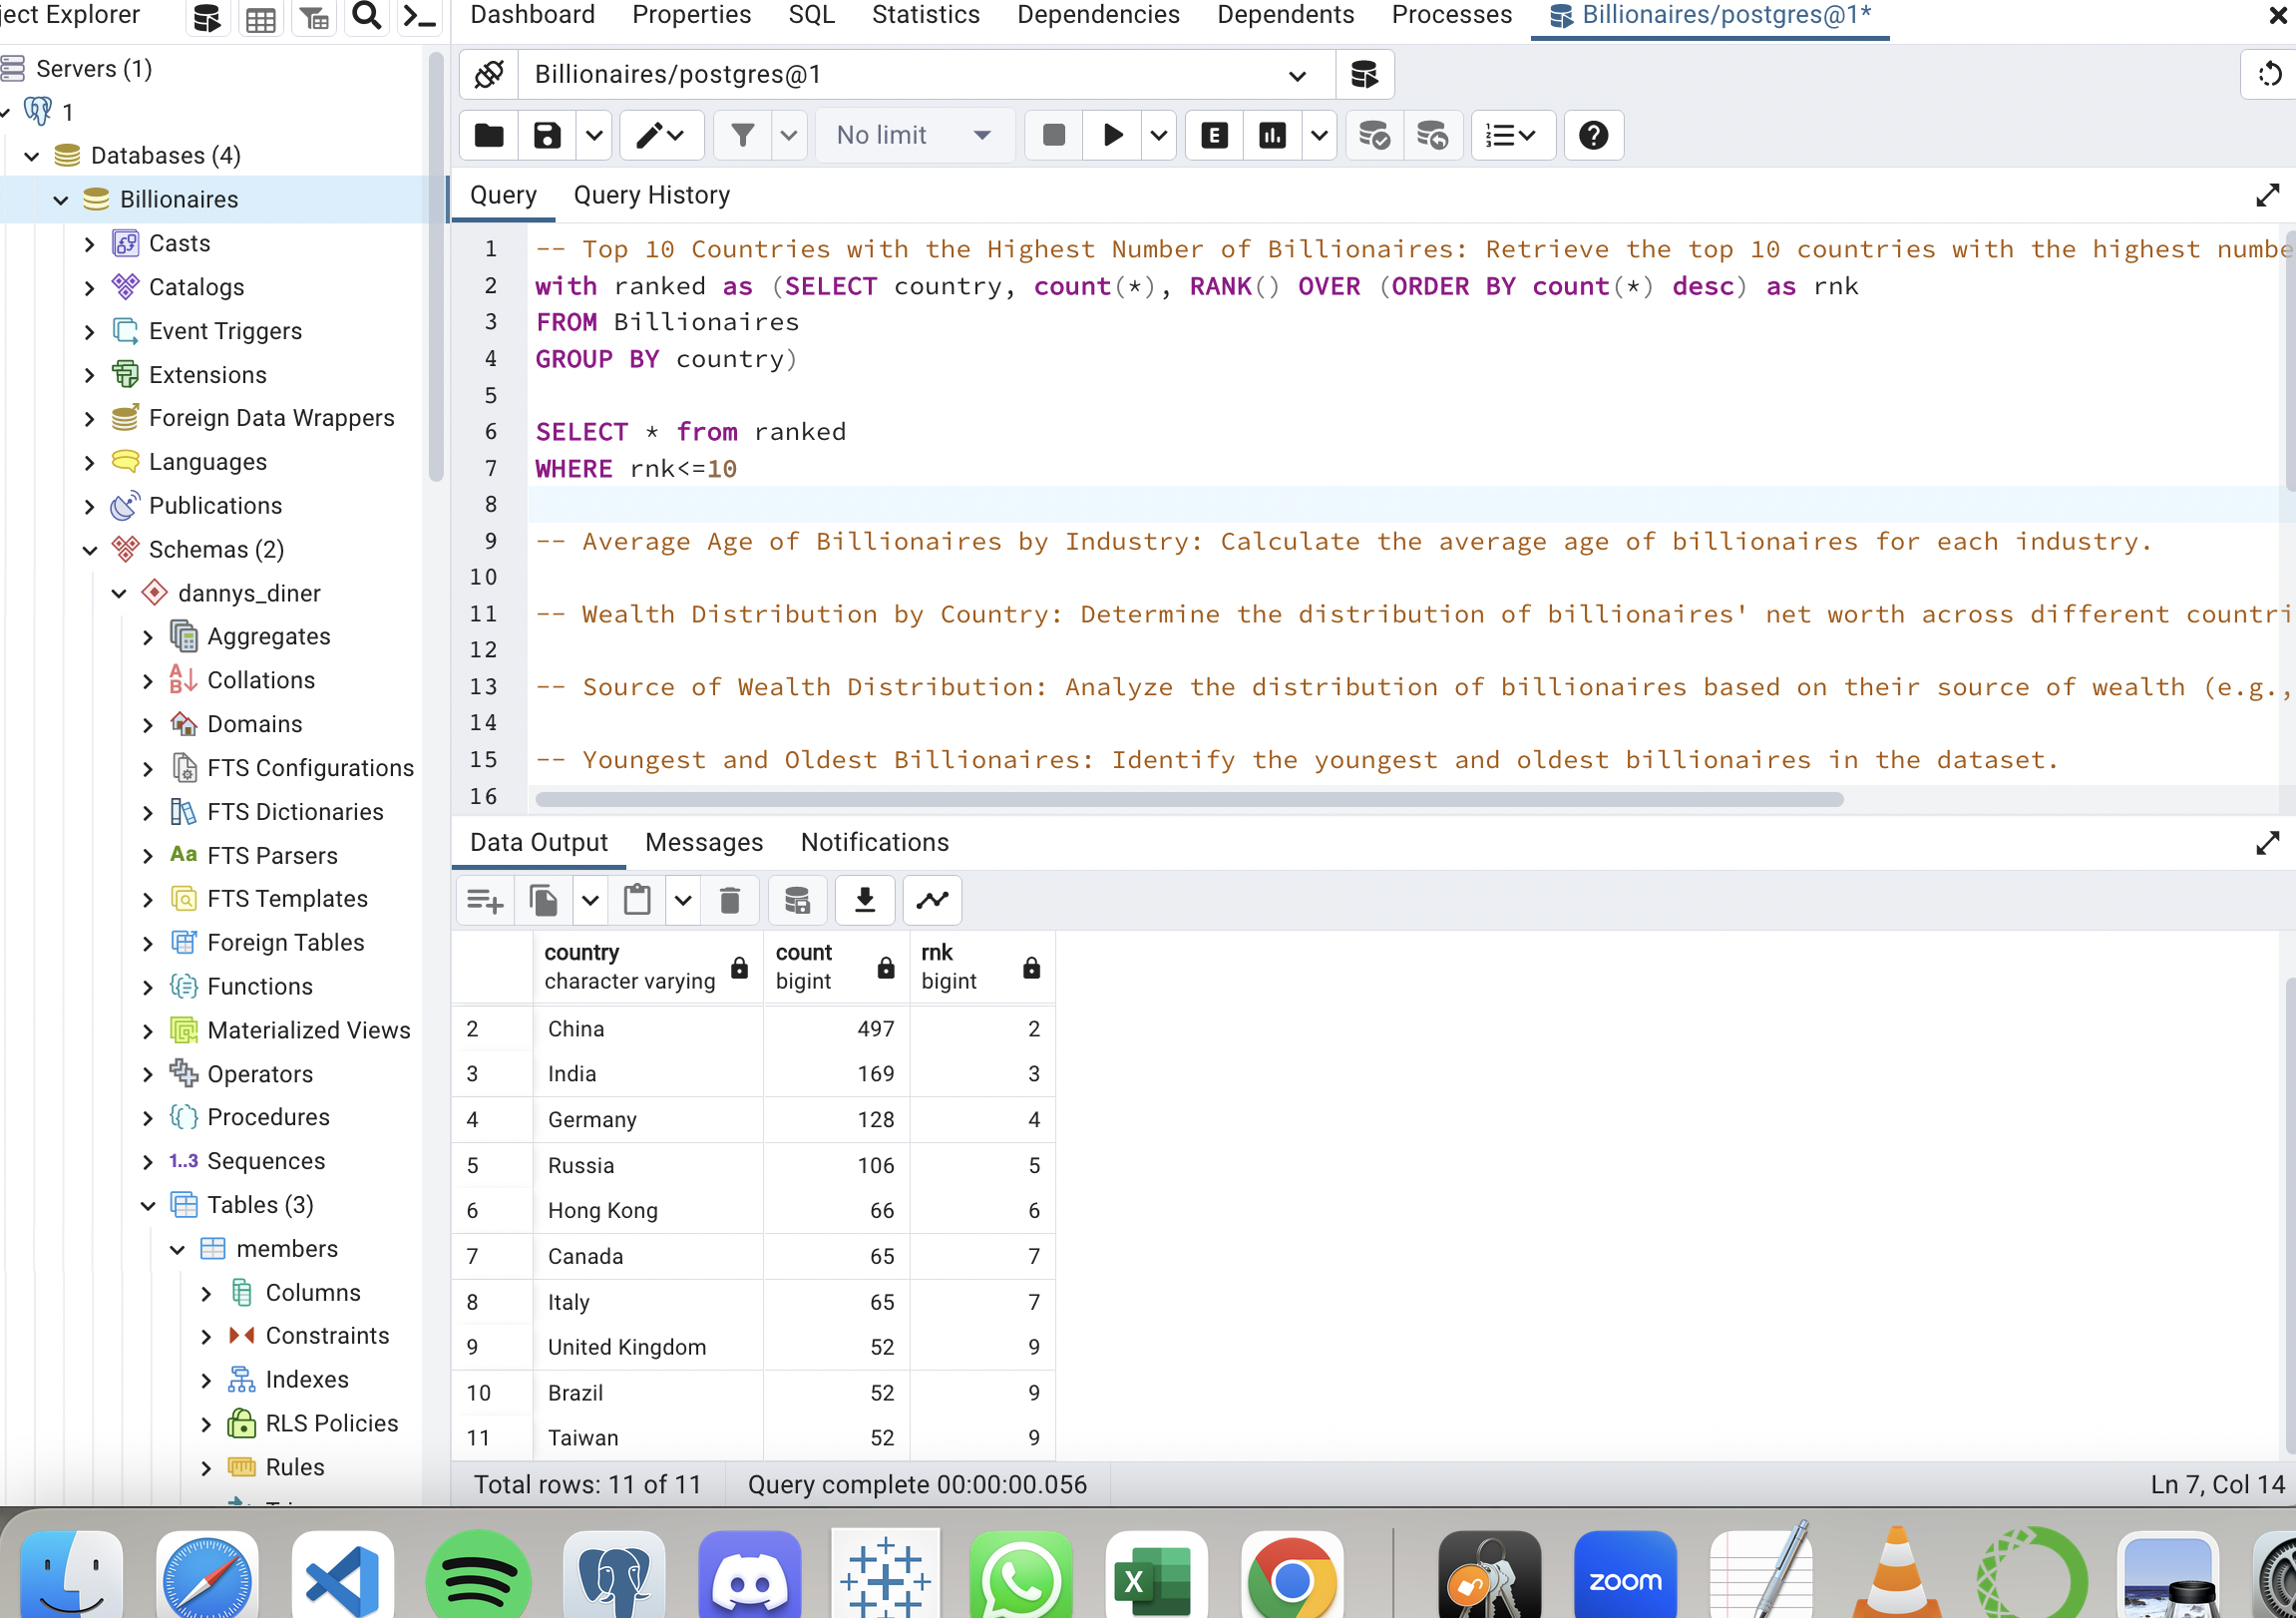 ject Explorer
Dashboard Properties SQL Statistics Dependencies Dependents Processes Billionaires/postgres@1*
Servers (1)
1
Databases (4)
Billionaires
Casts
Catalogs
Event Triggers
Extensions
Foreign Data Wrappers
Languages
Publications
Schemas (2)
dannys_diner
Aggregates
Collations
Domains
FTS Configurations
FTS Dictionaries
Aa FTS Parsers
FTS Templates
Foreign Tables
Functions
Materialized Views
Operators
Procedures
1..3 Sequences
Tables (3)
members
Columns
Constraints
Indexes
RLS Policies
Rules
Billionaires/postgres@1
No limit E
Query Query History
1 -- Top 10 Countries with the Highest Number of Billionaires: Retrieve the top 10 countries with the highest numbe
2 with ranked as (SELECT country, count(*), RANK() OVER (ORDER BY count(*) desc) as rnk
3 FROM Billionaires
4 GROUP BY country)
5
6 SELECT * from ranked
7 WHERE rnk<=10
8
9 -- Average Age of Billionaires by Industry: Calculate the average age of billionaires for each industry.
10
11 -- Wealth Distribution by Country: Determine the distribution of billionaires' net worth across different countri
12
13 -- Source of Wealth Distribution: Analyze the distribution of billionaires based on their source of wealth (e.g.,
14
15 -- Youngest and Oldest Billionaires: Identify the youngest and oldest billionaires in the dataset.
16
Data Output Messages Notifications
country count rnk
character varying bigint bigint
2 China 497 2
3 India 169 3
4 Germany 128 4
5 Russia 106 5
6 Hong Kong 66 6
7 Canada 65 7
8 Italy 65 7
9 United Kingdom 52 9
10 Brazil 52 9
11 Taiwan 52 9
Total rows: 11 of 11 Query complete 00:00:00.056 Ln 7, Col 14
X zoom